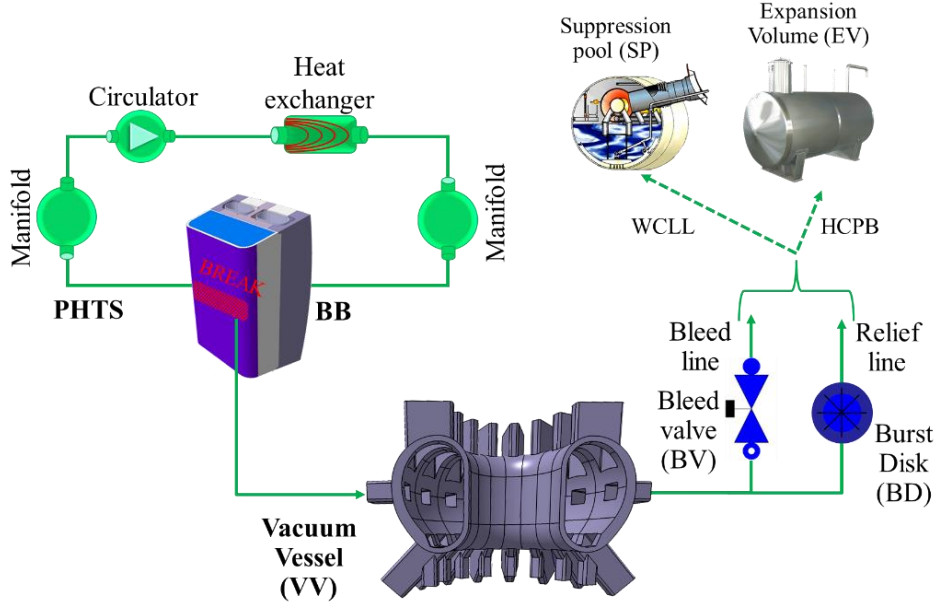 Suppression
pool (SP)
Expansion
Volume (EV)
Heat
exchanger
Circulator
Manifold
Manifold
WCLL
HCPB
BREAK
PHTS
BB
Bleed
line
Relief
line
Bleed
valve
(BV)
Burst
Disk
(BD)
Vacuum
Vessel
(VV)